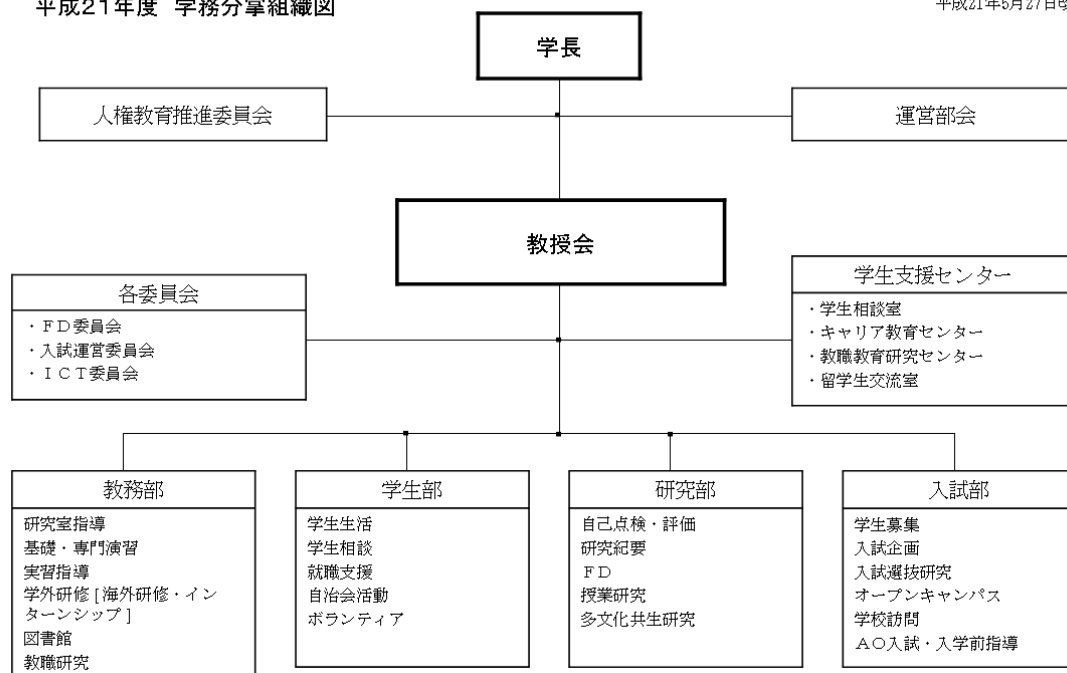 平成21年度 学務分掌組織図
平成21年5月27日
学長
人権教育推進委員会
運営部会
教授会
各委員会
・ＦＤ委員会
・入試運営委員会
・ＩＣＴ委員会
学生支援センター
・学生相談室
・キャリア教育センター
・教職教育研究センター
・留学生交流室
教務部
研究室指導
基礎・専門演習
実習指導
学外研修［海外研修・イン
ターンシップ］
図書館
教職研究
学生部
学生生活
学生相談
就職支援
自治会活動
ボランティア
研究部
自己点検・評価
研究紀要
ＦＤ
授業研究
多文化共生研究
入試部
学生募集
入試企画
入試選抜研究
オープンキャンパス
学校訪問
ＡＯ入試・入学前指導